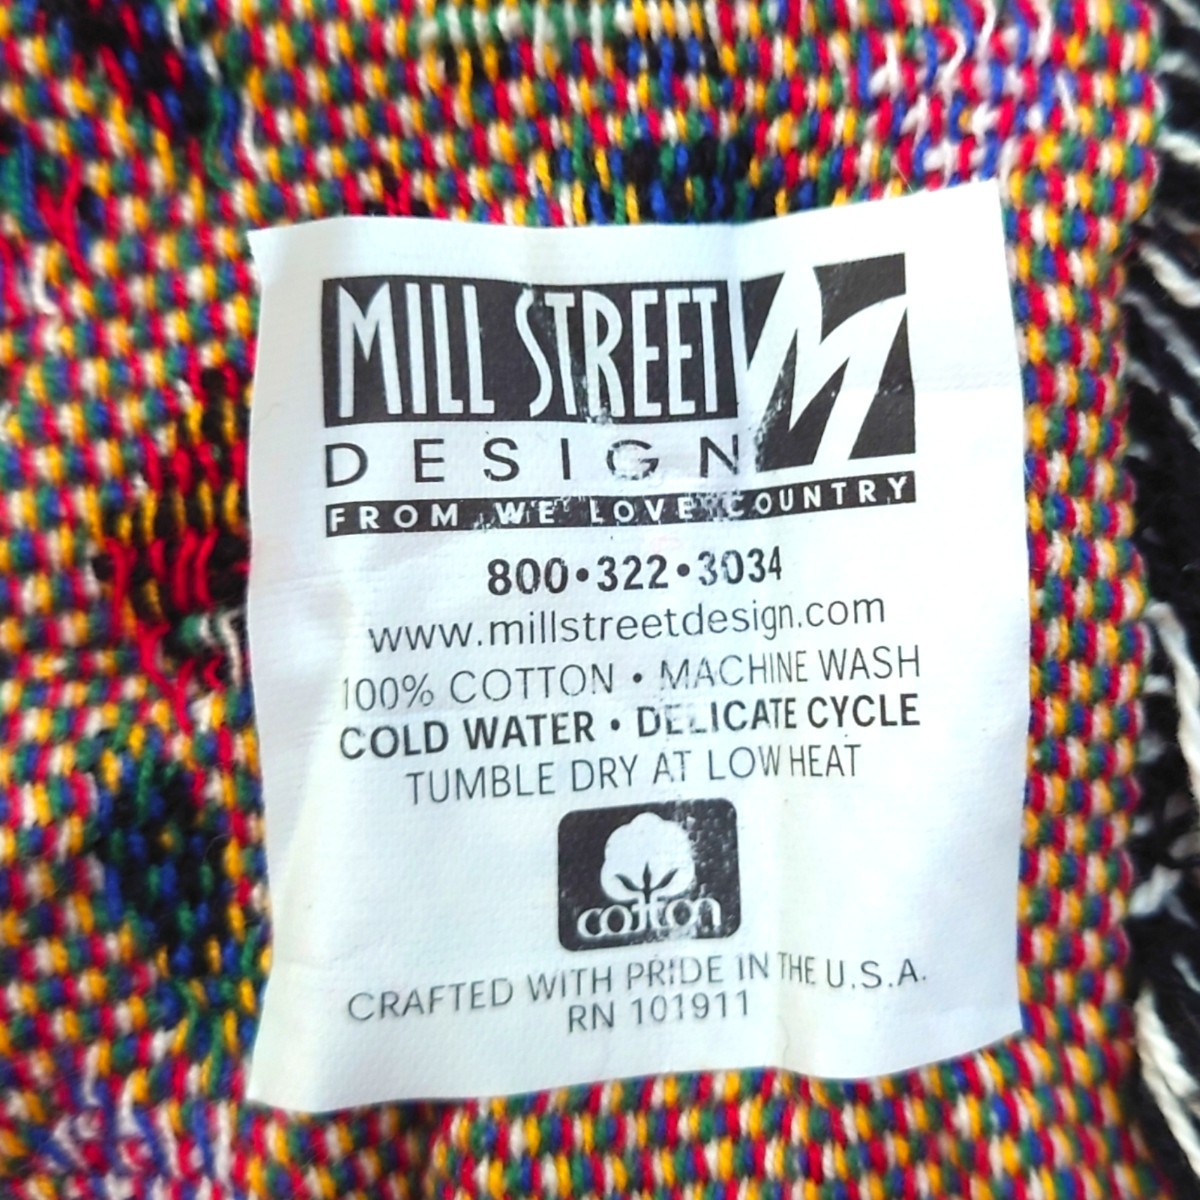 MILL STREET
DESIGN
FROM WE LOVE COUNTRY
800•322•3034
www.millstreetdesign.com
100% COTTON • MACHINE WASH
COLD WATER • DELICATE CYCLE
TUMBLE DRY AT LOW HEAT
cotton
CRAFTED WITH PRIDE IN THE U.S.A.
RN 101911